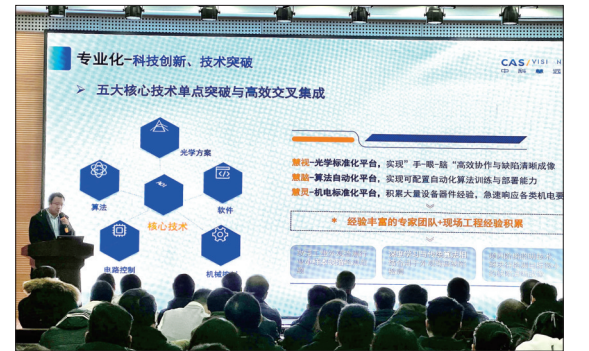 专业化-科技创新、技术突破
CAS/VISI
中 科
➢ 五大核心技术单点突破与高效交叉集成
光学方案
算法
软件
核心技术
电路控制
机械
慧视-光学标准化平台，实现”手-眼-脑“高效协作与缺陷清晰成像
慧脑-算法自动化平台，实现可配置自动化算法训练与部署能力
慧灵-机电标准化平台，积累大量设备器件经验，急速响应各类机电要
* 经验丰富的专家团队+现场工程经验积累